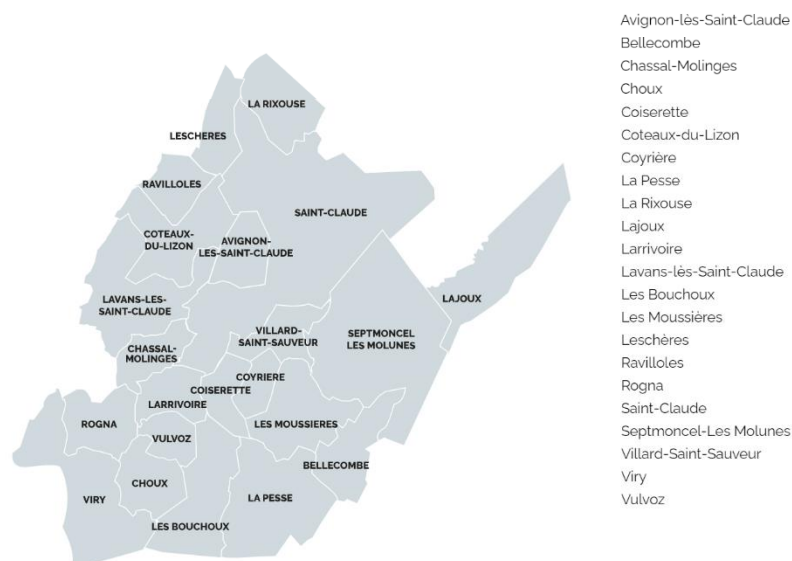 LA RIXOUSE
LESCHERES
RAVILLOLES
SAINT-CLAUDE
COTEAUX-
DU-LIZON
AVIGNON-
LES-SAINT-CLAUDE
LAVANS-LES-
SAINT-CLAUDE
LAJOUX
VILLARD-
SAINT-SAUVEUR
SEPTMONCEL
LES MOLUNES
CHASSAL-
MOLINGES
COYRIERE
COISERETTE
LARRIVOIRE
ROGNA
LES MOUSSIERES
VULVOZ
BELLECOMBE
CHOUX
VIRY
LA PESSE
LES BOUCHOUX
Avignon-lès-Saint-Claude
Bellecombe
Chassal-Molinges
Choux
Coiserette
Coteaux-du-Lizon
Coyrière
La Pesse
La Rixouse
Lajoux
Larrivoire
Lavans-lès-Saint-Claude
Les Bouchoux
Les Moussières
Leschères
Ravilloles
Rogna
Saint-Claude
Septmoncel-Les Molunes
Villard-Saint-Sauveur
Viry
Vulvoz